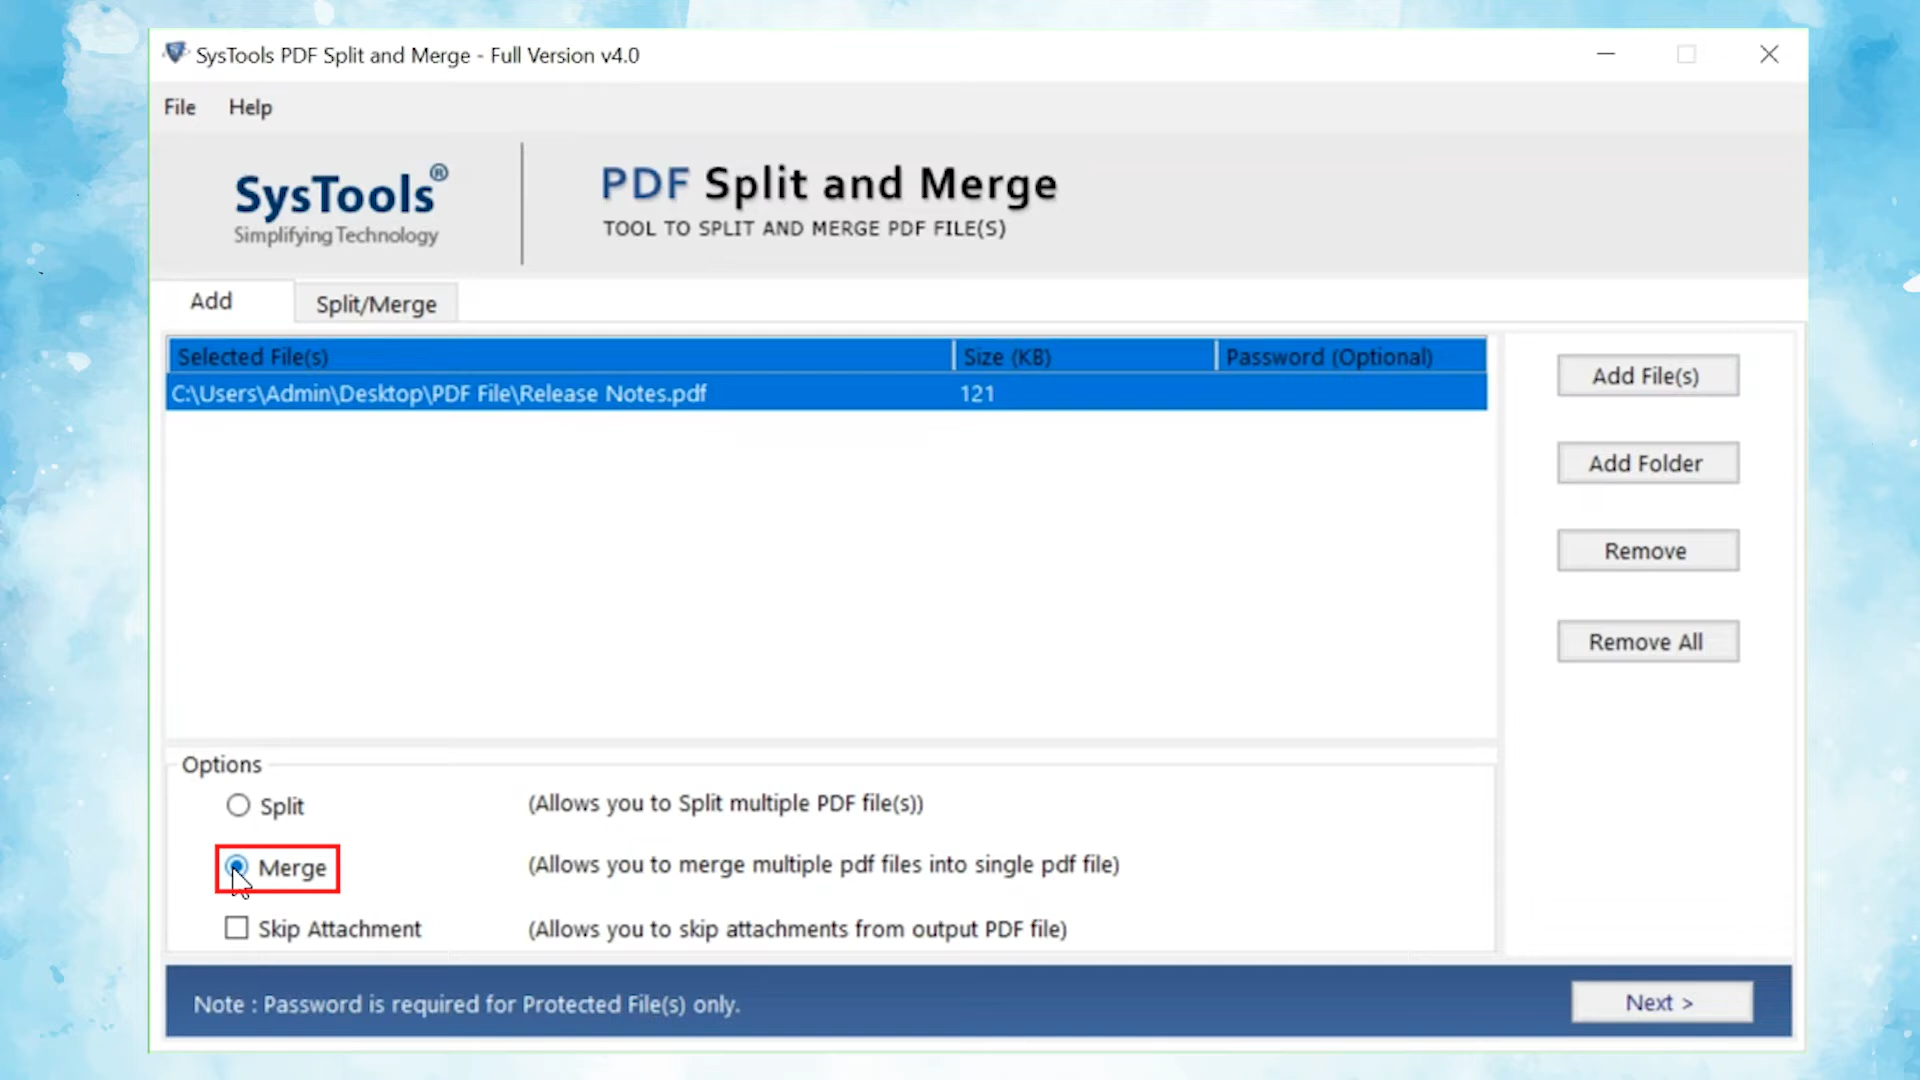 SysTools PDF Split and Merge - Full Version v4.0
File Help
SysTools®
Simplifying Technology
PDF Split and Merge
TOOL TO SPLIT AND MERGE PDF FILE(S)
Add Split/Merge
Selected File(s) Size (KB) Password (Optional)
C:\Users\Admin\Desktop\PDF File\Release Notes.pdf 121
Add File(s)
Add Folder
Remove
Remove All
Options
Split (Allows you to Split multiple PDF file(s))
Merge (Allows you to merge multiple pdf files into single pdf file)
Skip Attachment (Allows you to skip attachments from output PDF file)
Note : Password is required for Protected File(s) only.
Next >